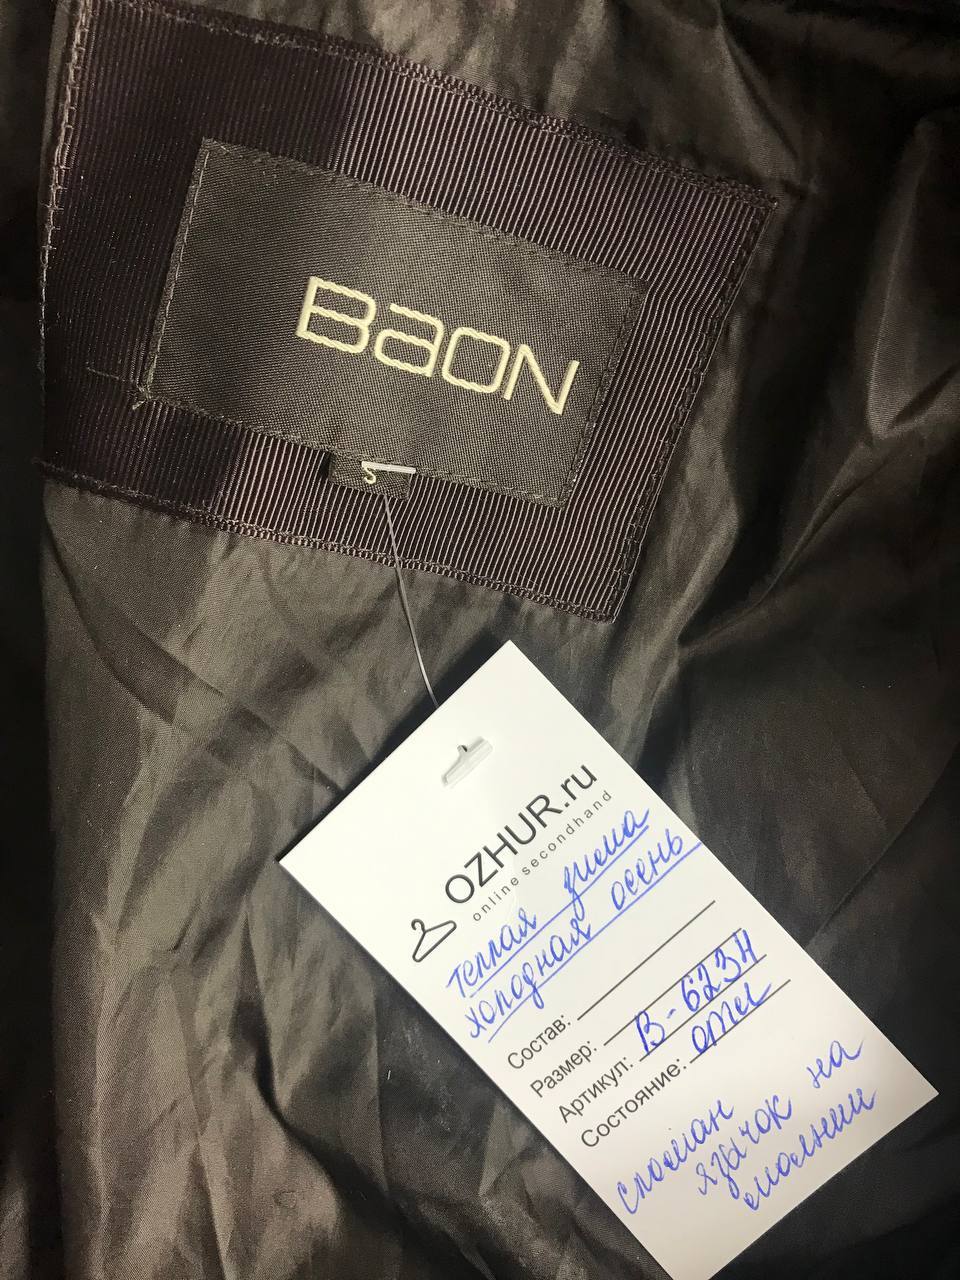 BAON
S
OZHUR.ru
online secondhand
теплая зима
холодная осень
Состав:
Размер:
Артикул: В-6234
Состояние: отл
сломан
язычок на
молнии